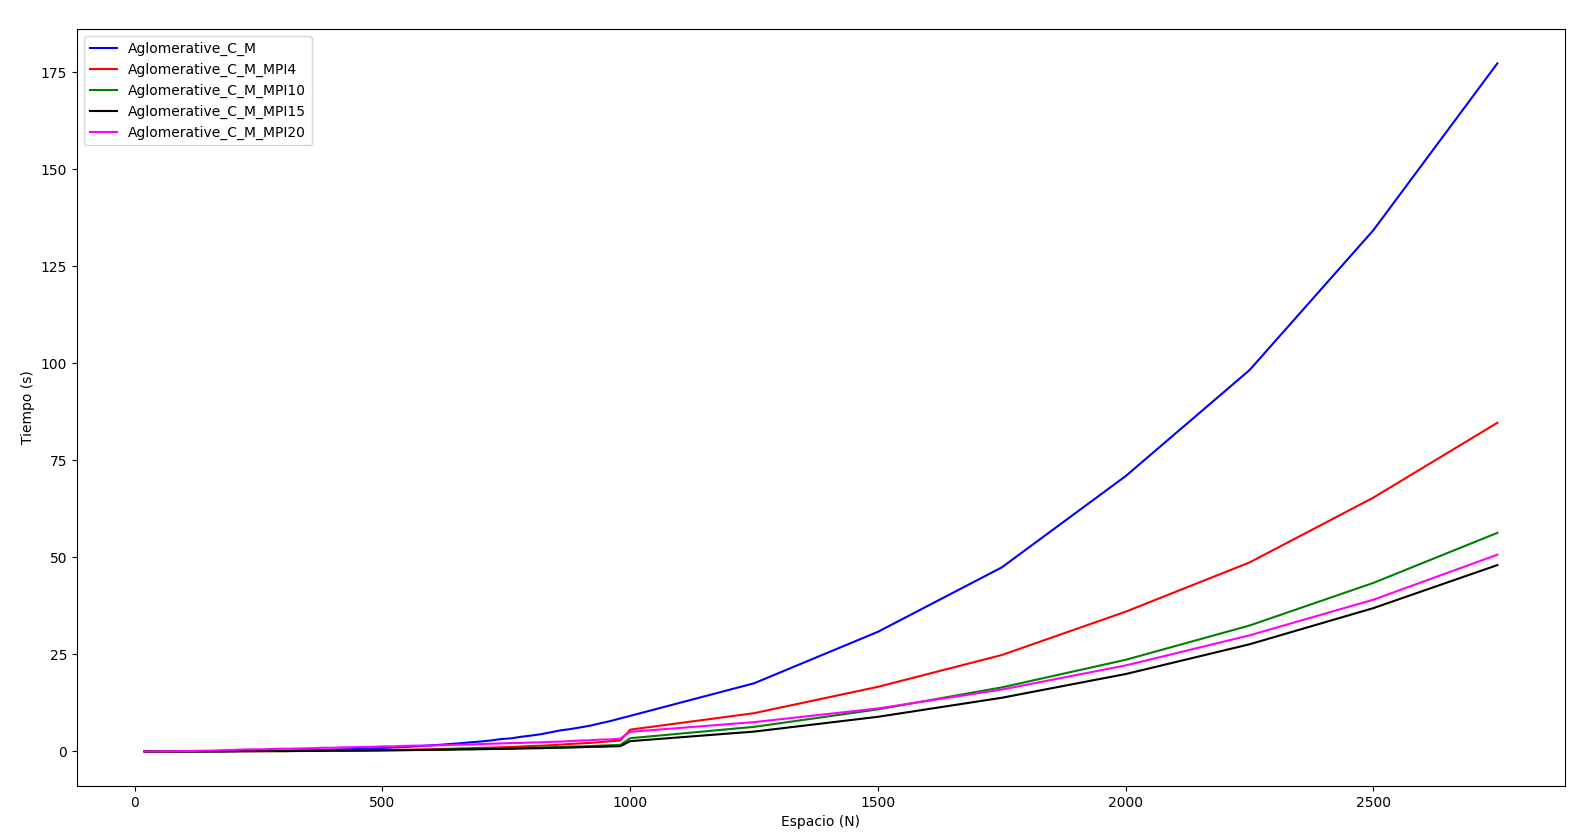 Aglomerative_C_M
Aglomerative_C_M_MPI4
Aglomerative_C_M_MPI10
Aglomerative_C_M_MPI15
Aglomerative_C_M_MPI20
175
150
125
100
75
50
25
0
Tiempo (s)
0 500 1000 1500 2000 2500
Espacio (N)